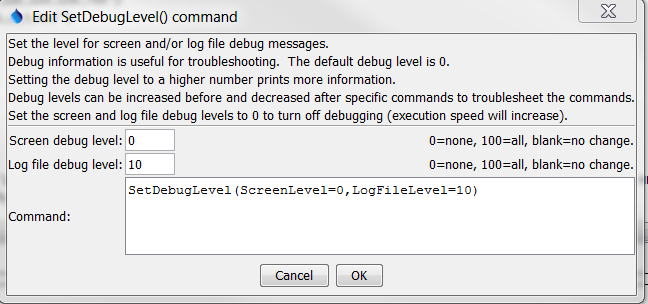 Edit SetDebugLevel() command
Set the level for screen and/or log file debug messages.
Debug information is useful for troubleshooting.  The default debug level is 0.
Setting the debug level to a higher number prints more information.
Debug levels can be increased before and decreased after specific commands to troublesheet the commands.
Set the screen and log file debug levels to 0 to turn off debugging (execution speed will increase).
Screen debug level: 0 0=none, 100=all, blank=no change.
Log file debug level: 10 0=none, 100=all, blank=no change.
SetDebugLevel(ScreenLevel=0,LogFileLevel=10)
Command:
Cancel OK